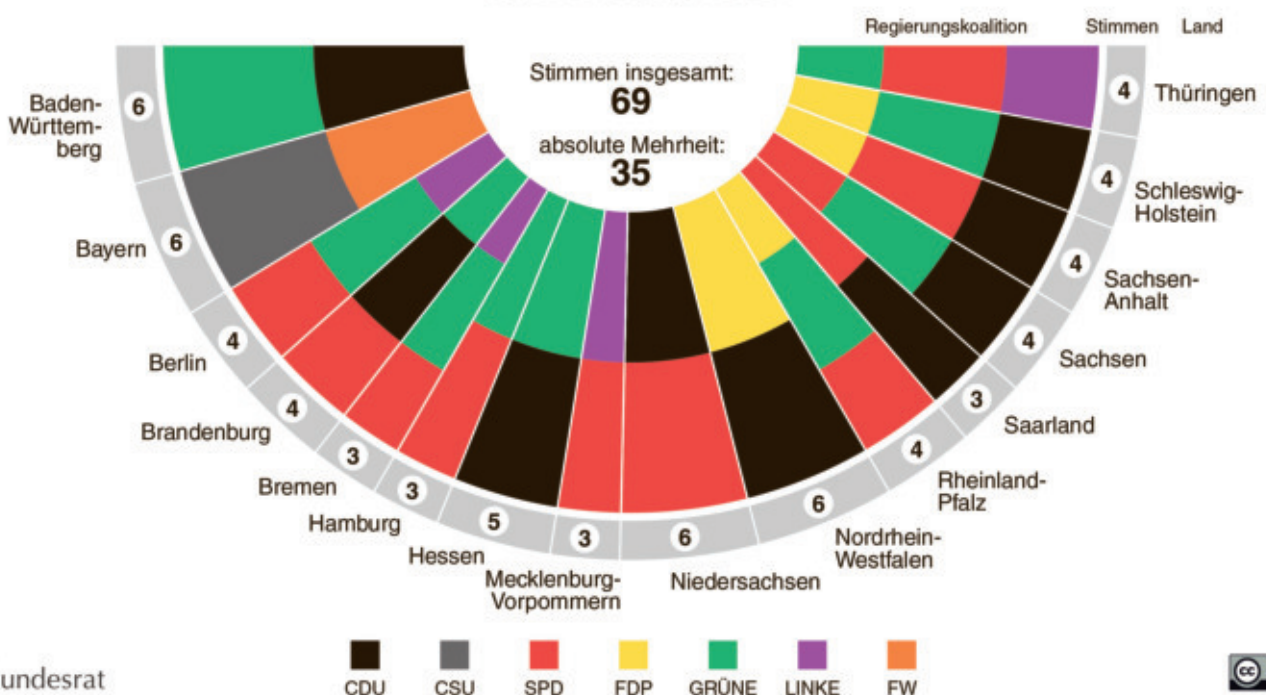 Regierungskoalition Stimmen Land
Stimmen insgesamt:
69
absolute Mehrheit:
35
6
Baden-
Württem-
berg
6
Bayern
4
Berlin
4
Brandenburg
3
Bremen
3
Hamburg
5
Hessen
3
Mecklenburg-
Vorpommern
6
Niedersachsen
6
Nordrhein-
Westfalen
4
Rheinland-
Pfalz
3
Saarland
4
Sachsen
4
Sachsen-
Anhalt
4
Schleswig-
Holstein
4
Thüringen
CDU CSU SPD FDP GRÜNE LINKE FW
undesrat
cc